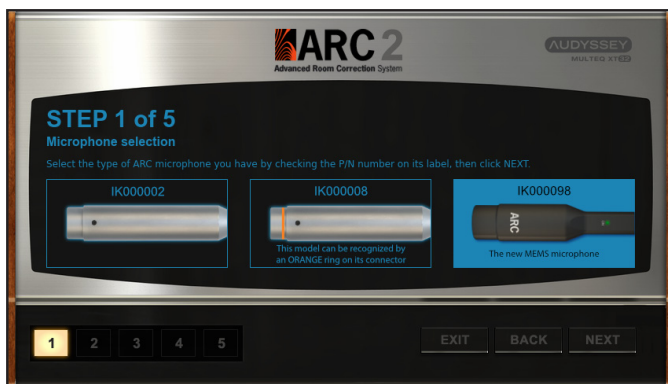 ARC 2
Advanced Room Correction System
AUDYSSEY
MULTEQ XT32
STEP 1 of 5
Microphone selection
Select the type of ARC microphone you have by checking the P/N number on its label, then click NEXT.
IK000002
IK000008
This model can be recognized by
an ORANGE ring on its connector
IK000098
ARC
The new MEMS microphone
1 2 3 4 5
EXIT BACK NEXT